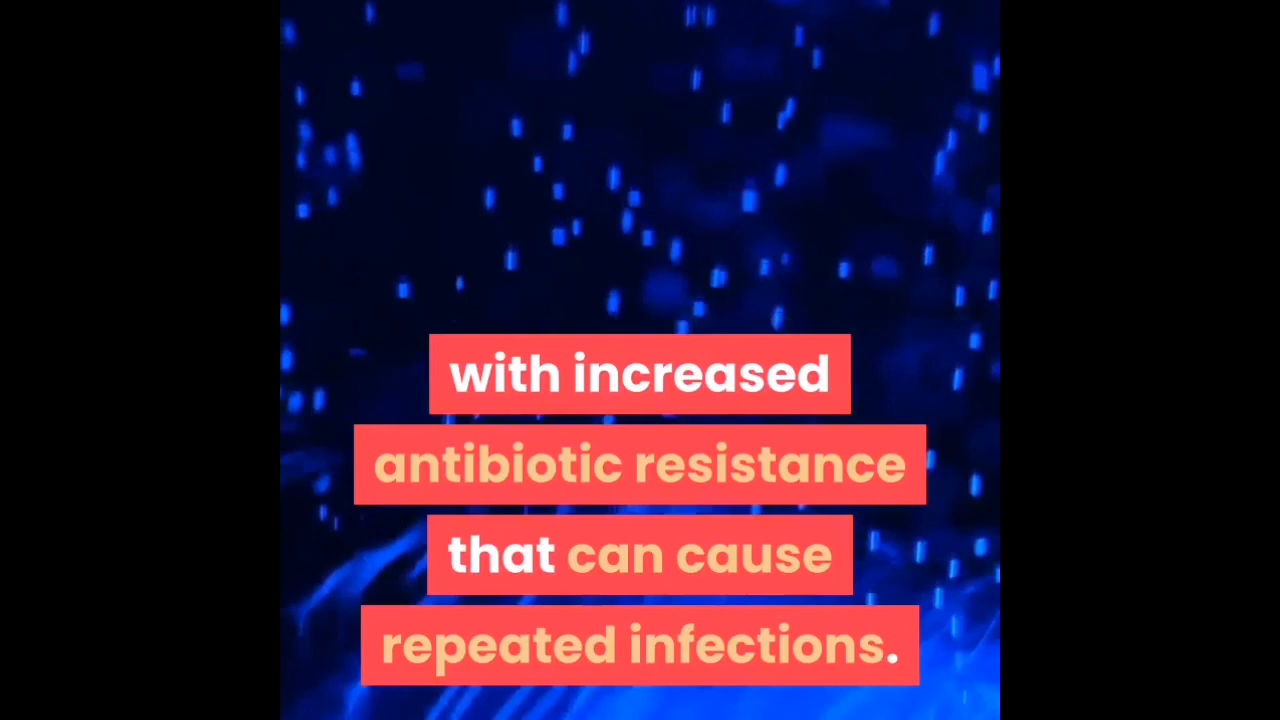 with increased
antibiotic resistance
that can cause
repeated infections.